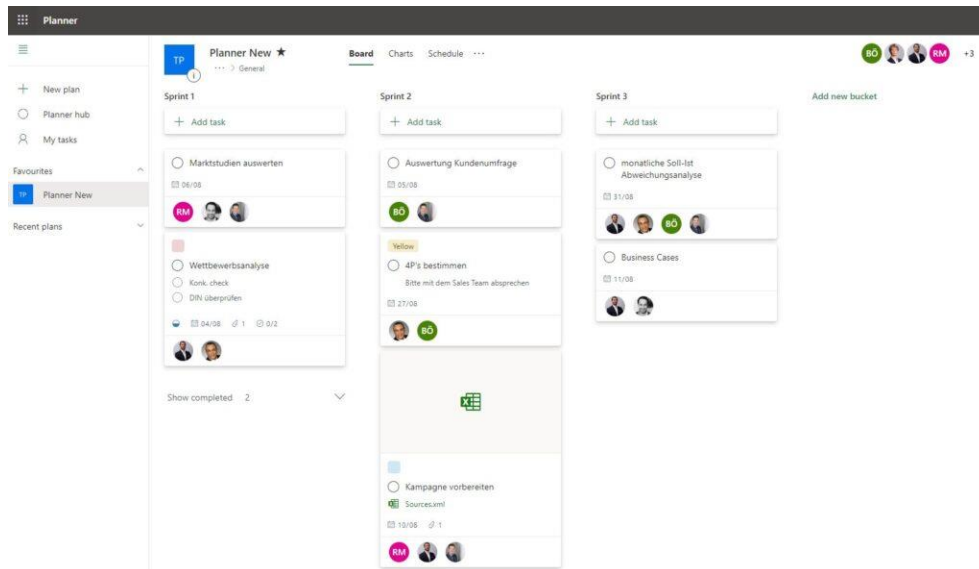 Planner
TP
Planner New ★
··· > General
Board Charts Schedule ···
BÖ RM +3
+ New plan
Planner hub
My tasks
Favourites
TP Planner New
Recent plans
Sprint 1
+ Add task
Marktstudien auswerten
06/08
RM
Wettbewerbsanalyse
Konk. check
DIN überprüfen
04/08 1 0/2
Show completed 2
Sprint 2
+ Add task
Auswertung Kundenumfrage
05/08
BÖ
Yellow
4P's bestimmen
Bitte mit dem Sales Team absprechen
27/08
BÖ
Kampagne vorbereiten
Sources.xml
19/08 1
RM
Sprint 3
+ Add task
monatliche Soll-Ist
Abweichungsanalyse
31/08
BÖ
Business Cases
11/08
Add new bucket